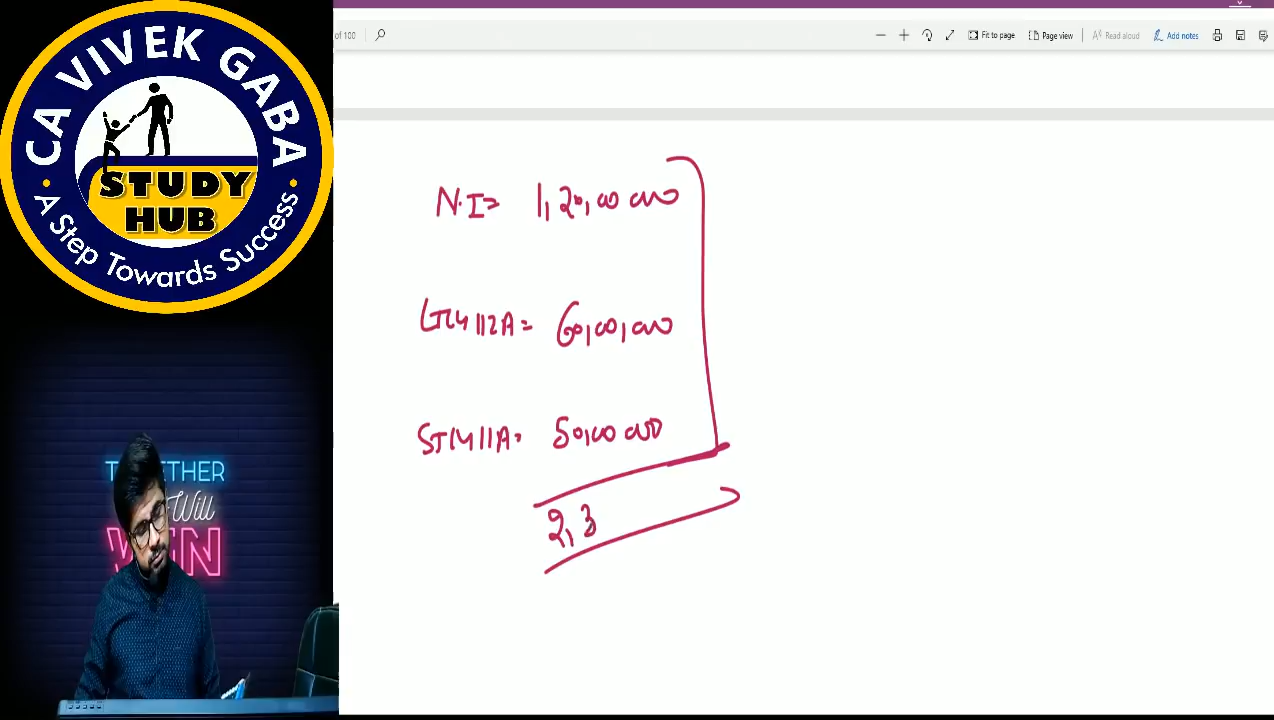 CA VIVEK GABA
STUDY
HUB
A Step Towards Success
of 100
Fit to page
Page view
Read aloud
Add notes
N.I= 1,20,00,000
LTCG 112A= 60,00,000
STCG 111A= 50,00,000
2,3
TOGETHER
Will
WIN